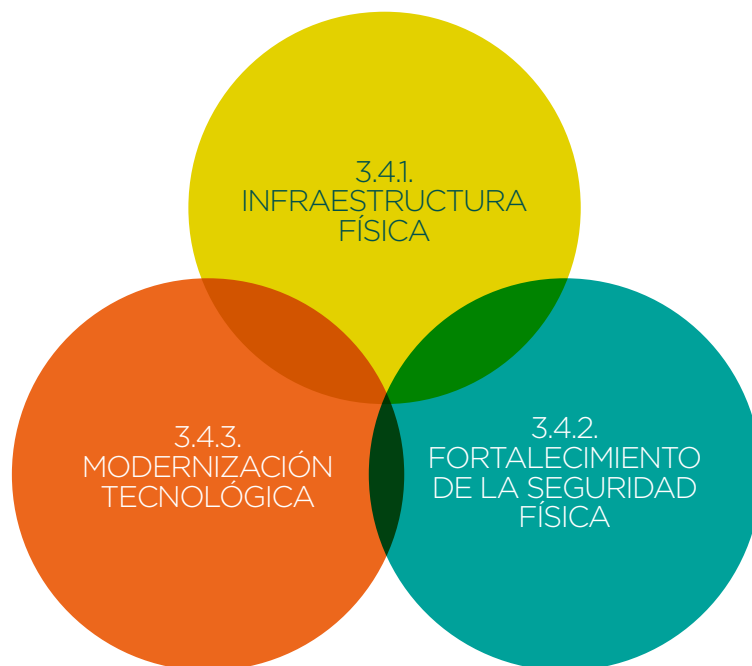 3.4.1.
INFRAESTRUCTURA
FÍSICA
3.4.3.
MODERNIZACIÓN
TECNOLÓGICA
3.4.2.
FORTALECIMIENTO
DE LA SEGURIDAD
FÍSICA